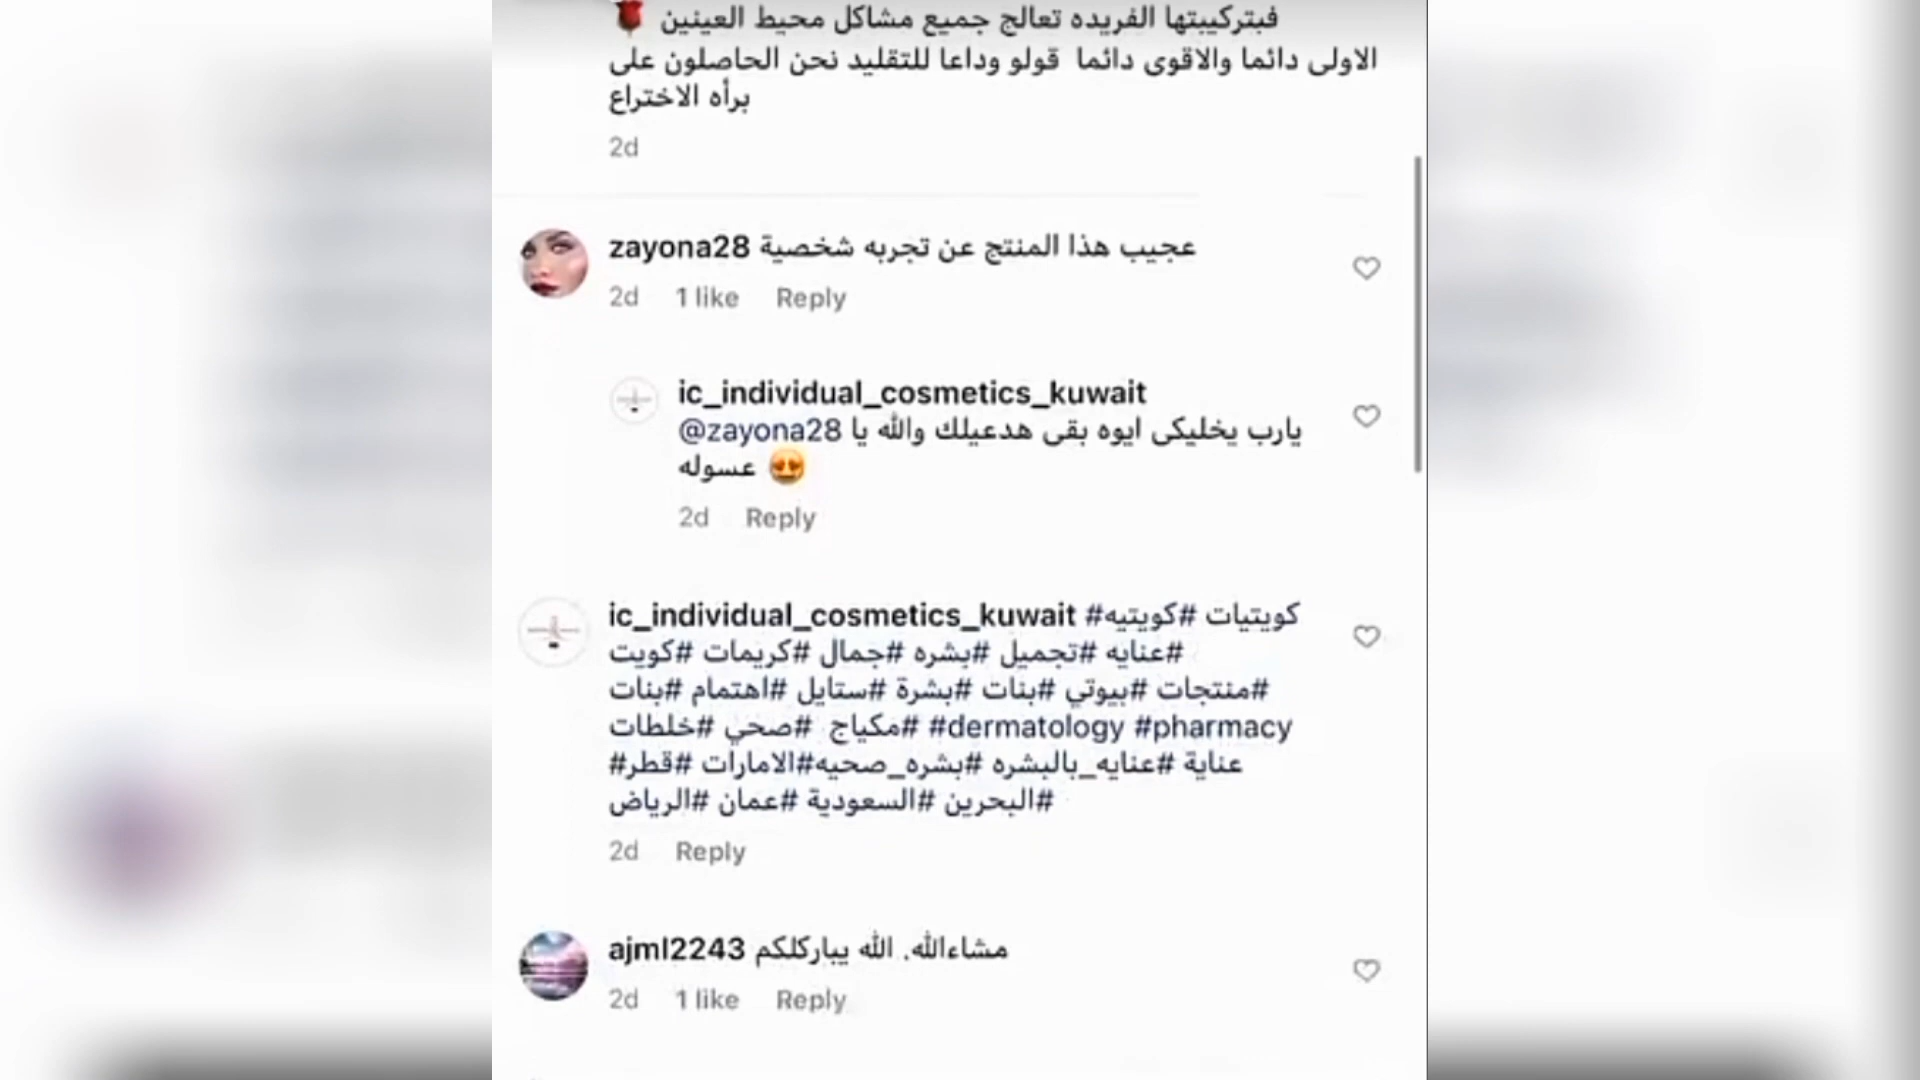 فبتركيبتها الفريده تعالج جميع مشاكل محيط العينين 🌹
الاولى دائما والاقوى دائما قولو وداعا للتقليد نحن الحاصلون على
برأه الاختراع
2d
zayona28 عجيب هذا المنتج عن تجربه شخصية
2d 1 like Reply
ic_individual_cosmetics_kuwait
@zayona28 يارب يخليكى ايوه بقى هدعيلك والله يا
عسوله 😍
2d Reply
ic_individual_cosmetics_kuwait #كويتيات #كويتيه
#عنايه #تجميل #بشره #جمال #كريمات #كويت
#منتجات #بيوتي #بنات #بشرة #ستايل #اهتمام #بنات
#مكياج #صحي #خلطات #dermatology #pharmacy
#عناية #عنايه_بالبشره #بشره_صحيه#الامارات #قطر
#البحرين #السعودية #عمان #الرياض
2d Reply
ajml2243 مشاءالله. الله يباركلكم
2d 1 like Reply